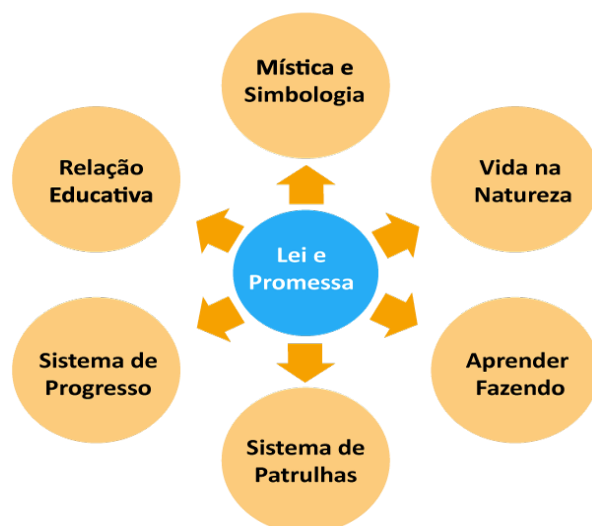 Mística e
Simbologia
Relação
Educativa
Vida na
Natureza
Lei e
Promessa
Sistema de
Progresso
Aprender
Fazendo
Sistema de
Patrulhas